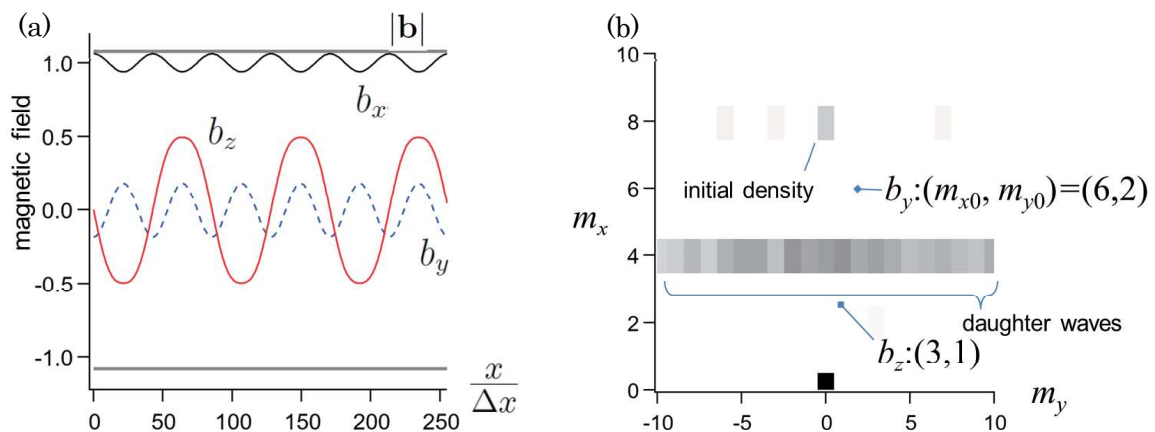 (a)
|b|
1.0
0.5
0.0
-0.5
-1.0
magnetic field
b_x
b_z
b_y
0 50 100 150 200 250
x
Δx
(b)
10
8
6
4
2
0
m_x
initial density
b_y:(m_x0, m_y0)=(6,2)
daughter waves
b_z:(3,1)
-10 -5 0 5 10
m_y